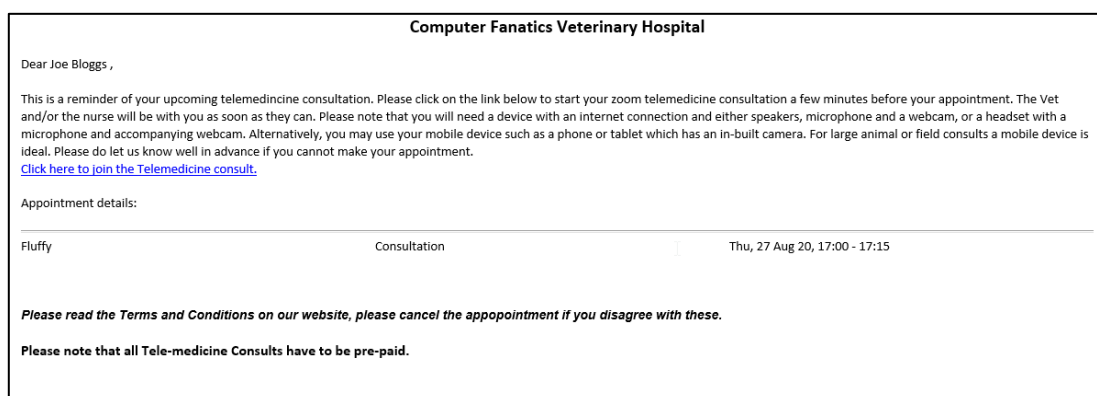 Computer Fanatics Veterinary Hospital
Dear Joe Bloggs ,
This is a reminder of your upcoming telemedincine consultation. Please click on the link below to start your zoom telemedicine consultation a few minutes before your appointment. The Vet
and/or the nurse will be with you as soon as they can. Please note that you will need a device with an internet connection and either speakers, microphone and a webcam, or a headset with a
microphone and accompanying webcam. Alternatively, you may use your mobile device such as a phone or tablet which has an in-built camera. For large animal or field consults a mobile device is
ideal. Please do let us know well in advance if you cannot make your appointment.
Click here to join the Telemedicine consult.
Appointment details:
Fluffy Consultation Thu, 27 Aug 20, 17:00 - 17:15
Please read the Terms and Conditions on our website, please cancel the appopointment if you disagree with these.
Please note that all Tele-medicine Consults have to be pre-paid.